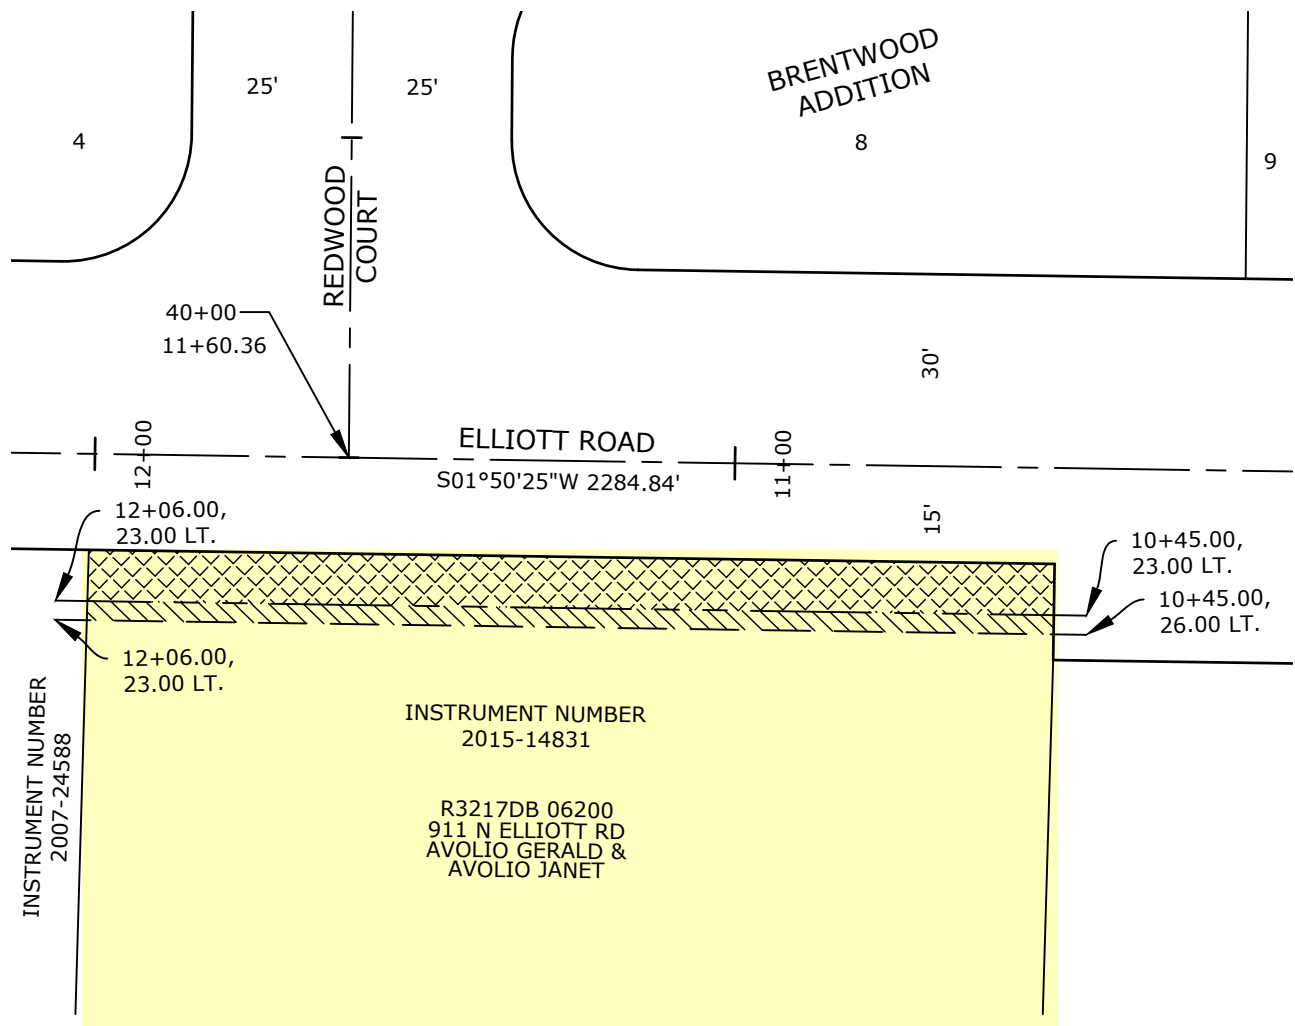 BRENTWOOD
ADDITION
25'
25'
4
8
9
REDWOOD
COURT
40+00
11+60.36
30'
ELLIOTT ROAD
S01°50'25"W 2284.84'
12+00
11+00
15'
12+06.00,
23.00 LT.
10+45.00,
23.00 LT.
10+45.00,
26.00 LT.
12+06.00,
23.00 LT.
INSTRUMENT NUMBER
2007-24588
INSTRUMENT NUMBER
2015-14831
R3217DB 06200
911 N ELLIOTT RD
AVOLIO GERALD &
AVOLIO JANET